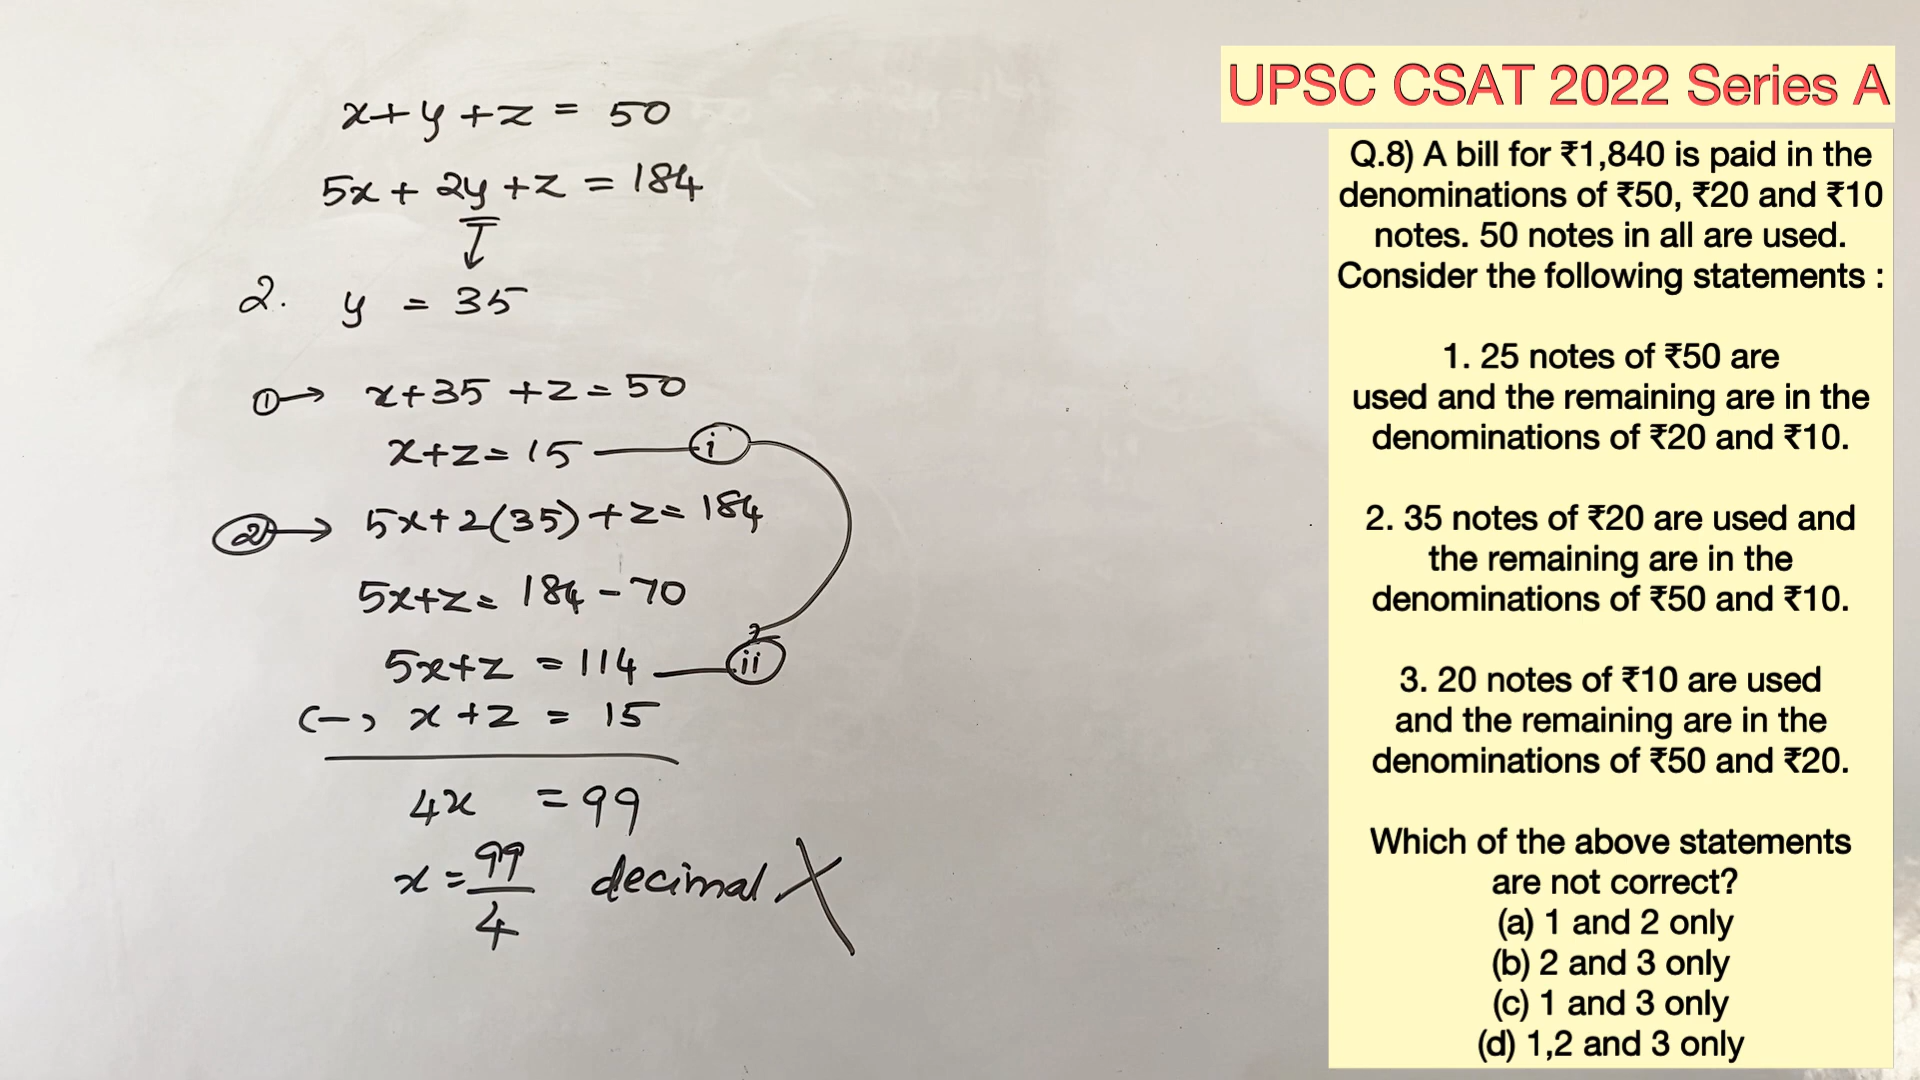 x+y+z = 50
5x + 2y +z = 184
2. y = 35
① → x+35 +z = 50
x+z = 15 — i
② → 5x+2(35)+z = 184
5x+z = 184 - 70
5x+z = 114 — ii
(-) x +z = 15
4x = 99
x = 99/4 decimal X
UPSC CSAT 2022 Series A
Q.8) A bill for ₹1,840 is paid in the
denominations of ₹50, ₹20 and ₹10
notes. 50 notes in all are used.
Consider the following statements :
1. 25 notes of ₹50 are
used and the remaining are in the
denominations of ₹20 and ₹10.
2. 35 notes of ₹20 are used and
the remaining are in the
denominations of ₹50 and ₹10.
3. 20 notes of ₹10 are used
and the remaining are in the
denominations of ₹50 and ₹20.
Which of the above statements
are not correct?
(a) 1 and 2 only
(b) 2 and 3 only
(c) 1 and 3 only
(d) 1,2 and 3 only